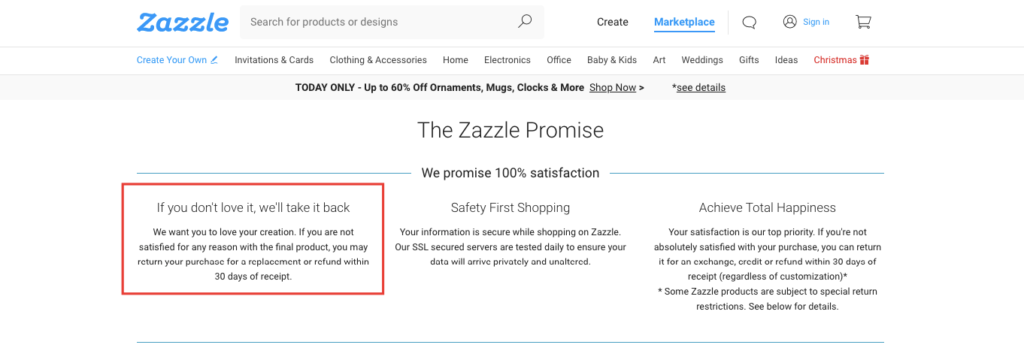 Zazzle
Search for products or designs
Create
Marketplace
Sign in
Create Your Own
Invitations & Cards
Clothing & Accessories
Home
Electronics
Office
Baby & Kids
Art
Weddings
Gifts
Ideas
Christmas
TODAY ONLY - Up to 60% Off Ornaments, Mugs, Clocks & More Shop Now > *see details
The Zazzle Promise
We promise 100% satisfaction
If you don't love it, we'll take it back
We want you to love your creation. If you are not
satisfied for any reason with the final product, you may
return your purchase for a replacement or refund within
30 days of receipt.
Safety First Shopping
Your information is secure while shopping on Zazzle.
Our SSL secured servers are tested daily to ensure your
data will arrive privately and unaltered.
Achieve Total Happiness
Your satisfaction is our top priority. If you're not
absolutely satisfied with your purchase, you can return
it for an exchange, credit or refund within 30 days of
receipt (regardless of customization)*
* Some Zazzle products are subject to special return
restrictions. See below for details.